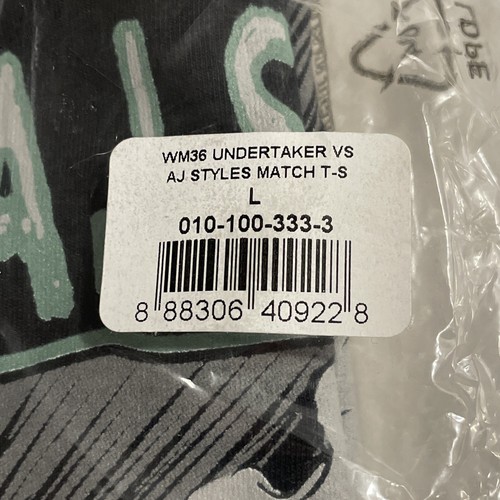 A.J.S
WM36 UNDERTAKER VS
AJ STYLES MATCH T-S
L
010-100-333-3
8 88306 40922 8